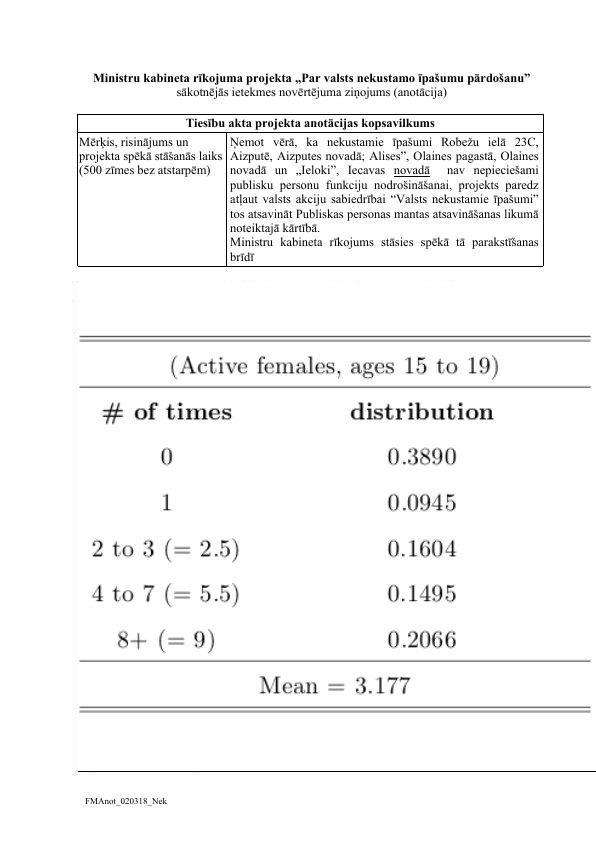 Ministru kabineta rīkojuma projekta „Par valsts nekustamo īpašumu pārdošanu”
sākotnējās ietekmes novērtējuma ziņojums (anotācija)
Tiesību akta projekta anotācijas kopsavilkums
Mērķis, risinājums un
projekta spēkā stāšanās laiks
(500 zīmes bez atstarpēm)
Ņemot vērā, ka nekustamie īpašumi Robežu ielā 23C,
Aizputē, Aizputes novadā; Alises”, Olaines pagastā, Olaines
novadā un „Ieloki”, Iecavas novadā nav nepieciešami
publisku personu funkciju nodrošināšanai, projekts paredz
atļaut valsts akciju sabiedrībai “Valsts nekustamie īpašumi”
tos atsavināt Publiskas personas mantas atsavināšanas likumā
noteiktajā kārtībā.
Ministru kabineta rīkojums stāsies spēkā tā parakstīšanas
brīdī
(Active females, ages 15 to 19)
# of times distribution
0 0.3890
1 0.0945
2 to 3 (= 2.5) 0.1604
4 to 7 (= 5.5) 0.1495
8+ (= 9) 0.2066
Mean = 3.177
FMAnot_020318_Nek